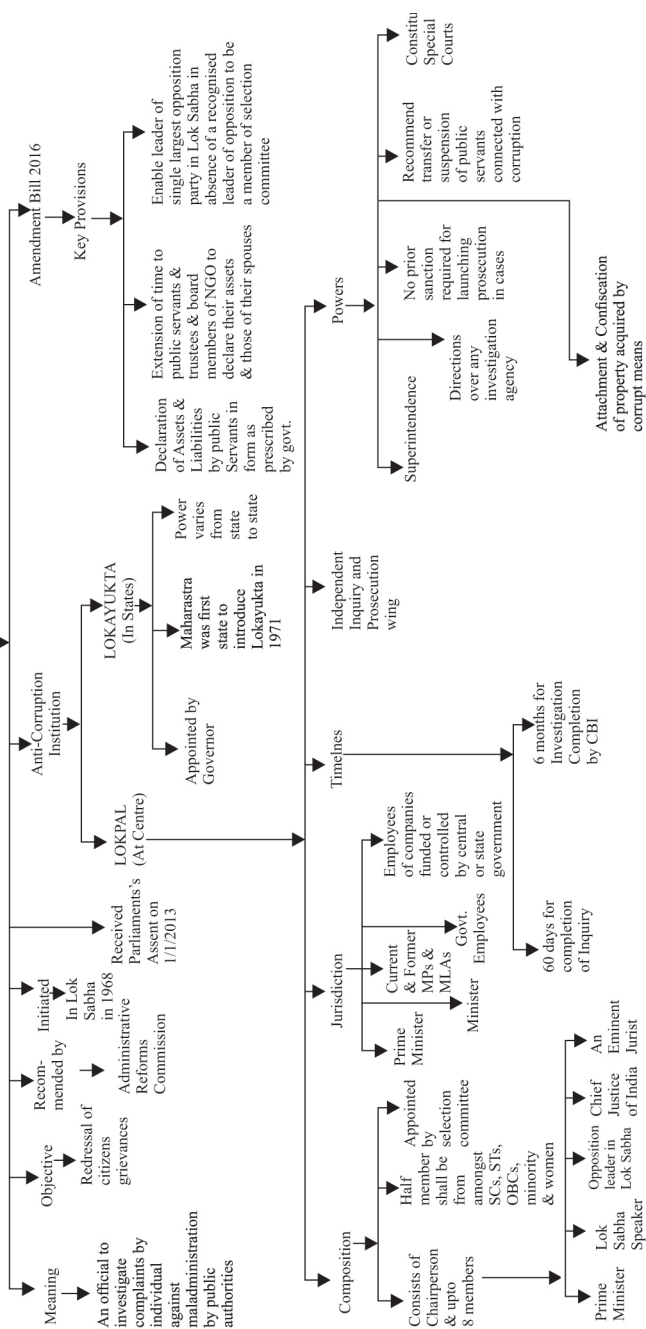 Meaning
An official to
investigate
complaints by
individual
against
maladministration
by public
authorities
Objective
Redressal of
citizens
grievances
Recom-
mended by
Administrative
Reforms
Commission
Initiated
In Lok
Sabha
in 1968
Received
Parliaments's
Assent on
1/1/2013
Anti-Corruption
Institution
LOKPAL
(At Centre)
LOKAYUKTA
(In States)
Appointed by
Governor
Maharastra
was first
state to
introduce
Lokayukta in
1971
Power
varies
from
state
to state
Amendment Bill 2016
Key Provisions
Declaration
of Assets &
Liabilities
by public
Servants in
form as
prescribed
by govt.
Extension of time to
public servants &
trustees & board
members of NGO to
declare their assets
& those of their spouses
Enable leader of
single largest opposition
party in Lok Sabha in
absence of a recognised
leader of opposition to be
a member of selection
committee
Composition
Consists of
Chairperson
& upto
8 members
Half
member
shall be
from
amongst
SCs, STs,
OBCs,
minority
& women
Appointed
by
selection
committee
Prime
Minister
Lok
Sabha
Speaker
Opposition
leader in
Lok Sabha
Chief
Justice
of India
An
Eminent
Jurist
Jurisdiction
Prime
Minister
Minister
Current
& Former
MPs &
MLAs
Govt.
Employees
Employees
of companies
funded or
controlled
by central
or state
government
Timelnes
60 days for
completion
of Inquiry
6 months for
Investigation
Completion
by CBI
Independent
Inquiry and
Prosecution
wing
Powers
Superintendence
Directions
over any
investigation
agency
No prior
sanction
required for
launching
prosecution
in cases
Recommend
transfer or
suspension
of public
servants
connected with
corruption
Constitu
Special
Courts
Attachment & Confiscation
of property acquired by
corrupt means